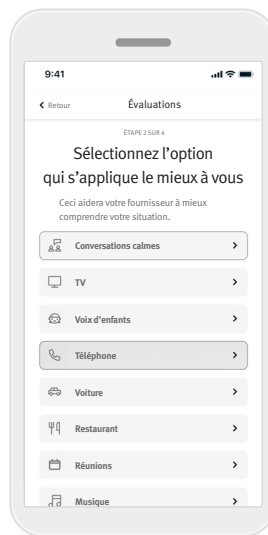 9:41
Retour
Évaluations
ÉTAPE 2 SUR 4
Sélectionnez l’option
qui s’applique le mieux à vous
Ceci aidera votre fournisseur à mieux
comprendre votre situation.
Conversations calmes
TV
Voix d’enfants
Téléphone
Voiture
Restaurant
Réunions
Musique